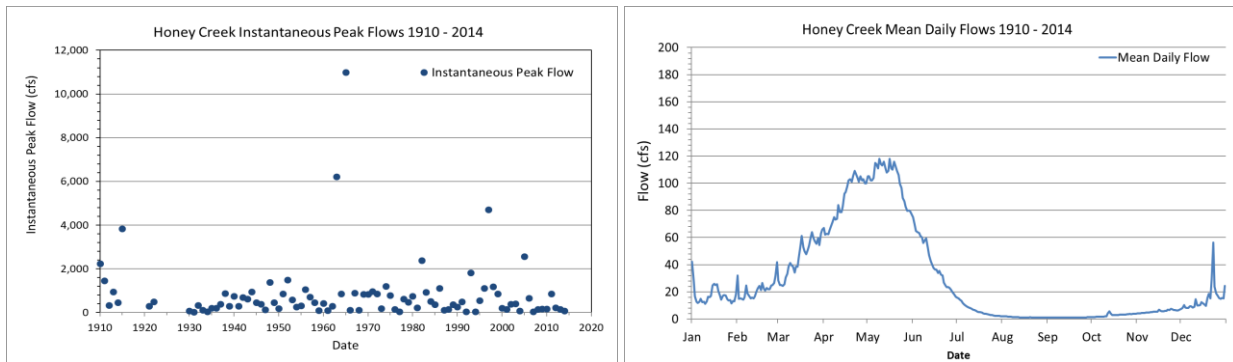 Honey Creek Instantaneous Peak Flows 1910 - 2014
12,000
10,000
8,000
6,000
4,000
2,000
0
Instantaneous Peak Flow (cfs)
Instantaneous Peak Flow
1910 1920 1930 1940 1950 1960 1970 1980 1990 2000 2010 2020
Date
Honey Creek Mean Daily Flows 1910 - 2014
200
180
160
140
120
100
80
60
40
20
0
Flow (cfs)
Mean Daily Flow
Jan Feb Mar Apr May Jun Jul Aug Sep Oct Nov Dec
Date